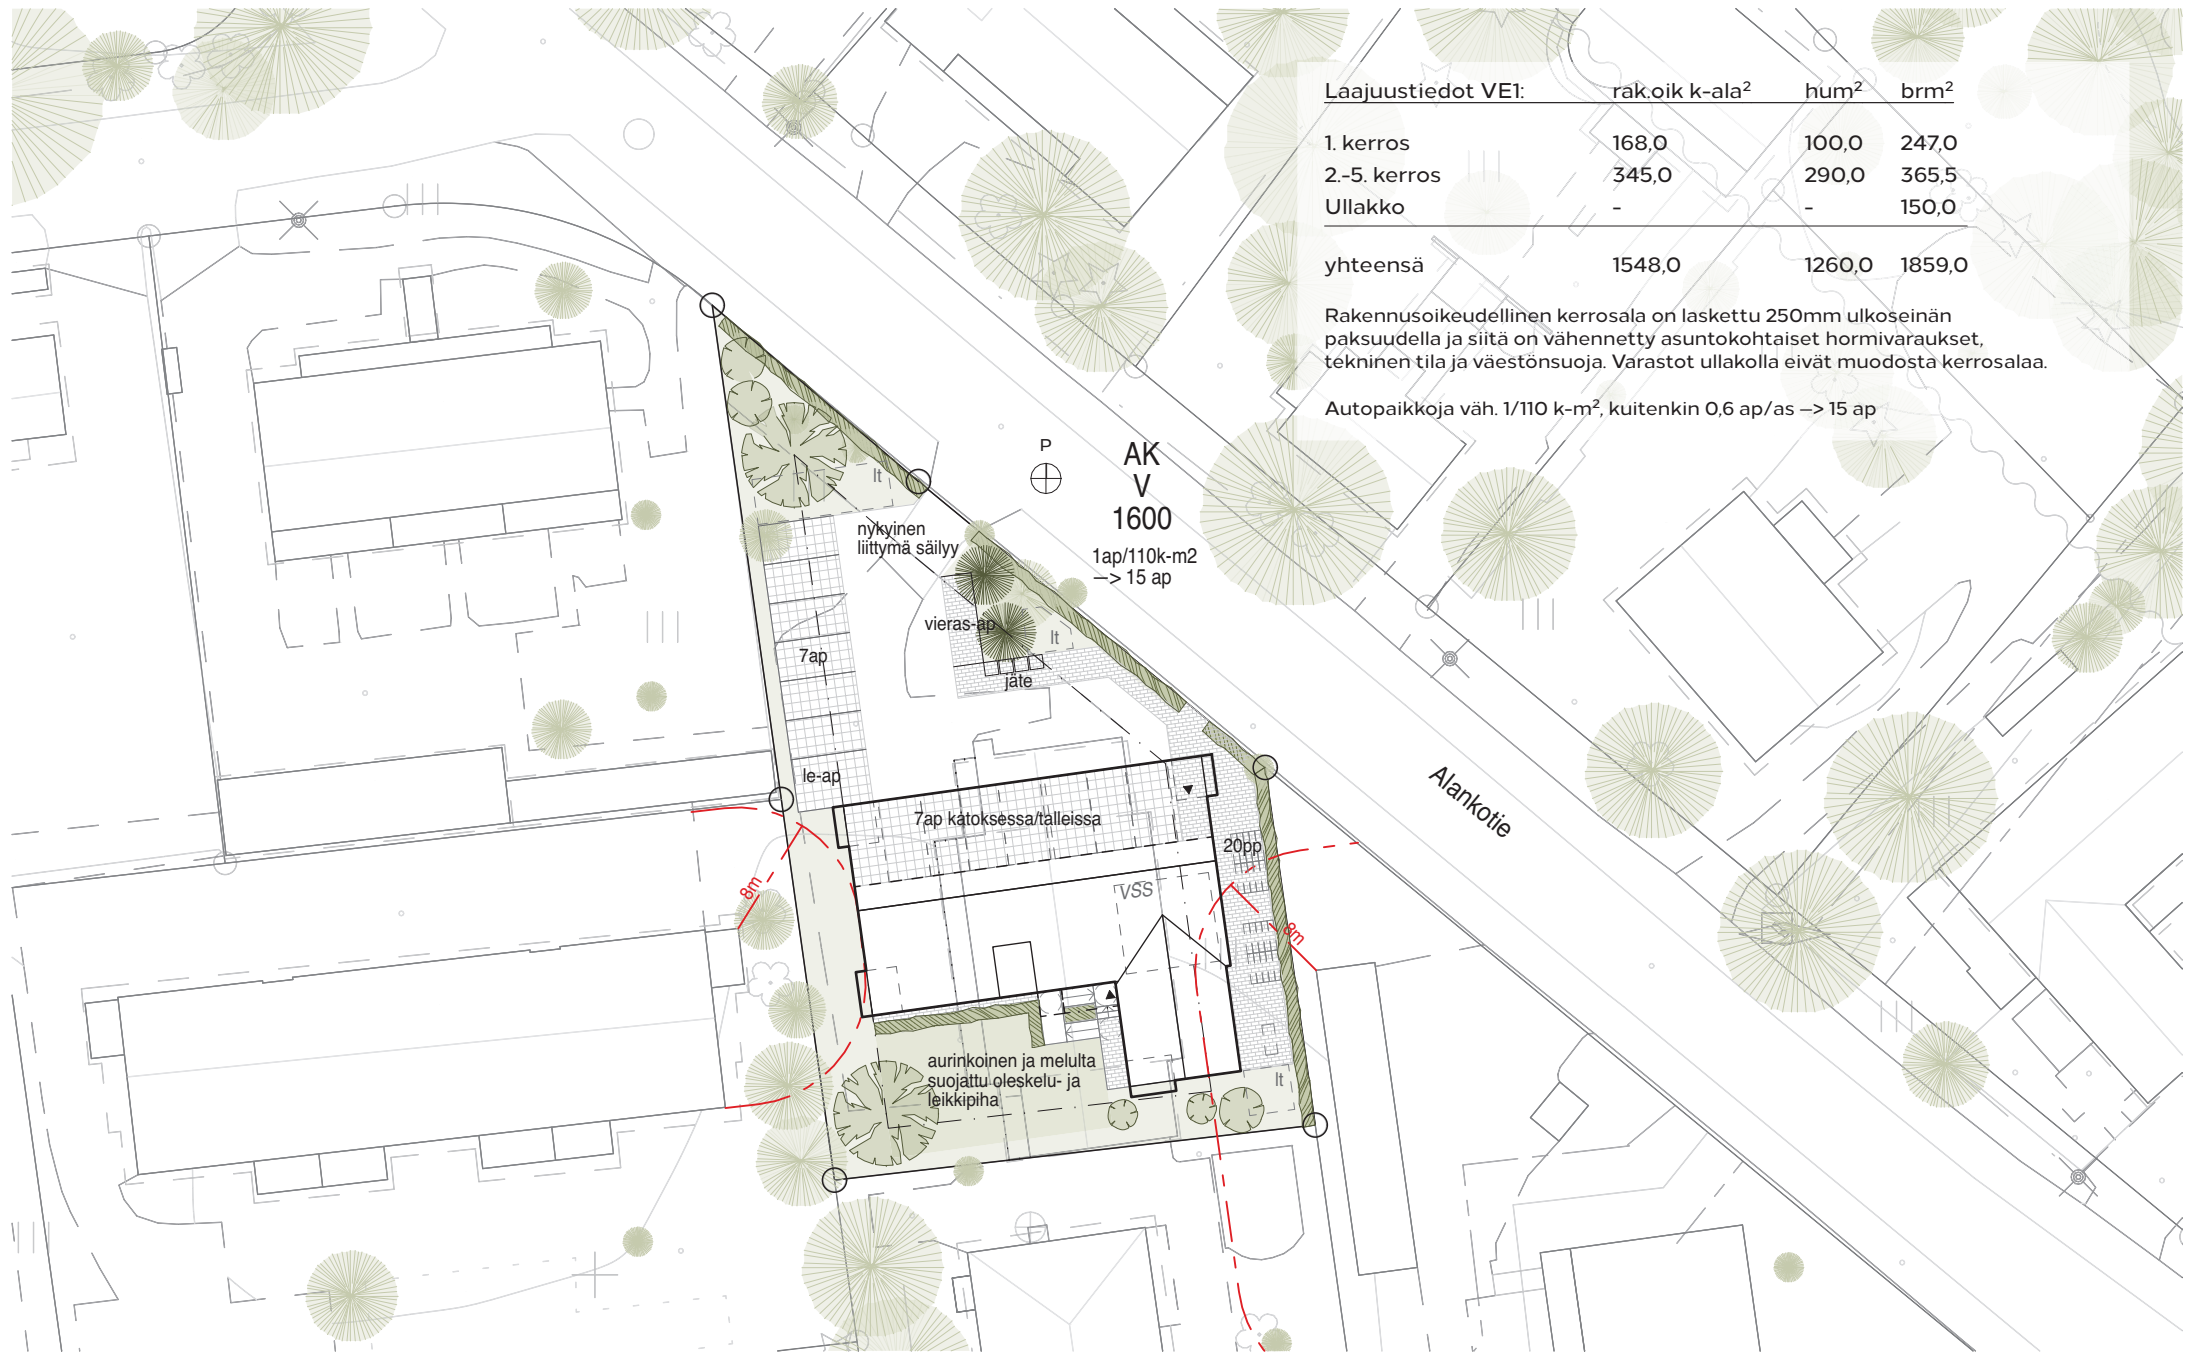 Laajuustiedot VE1: rak.oik k-ala² hum² brm²
1. kerros 168,0 100,0 247,0
2.-5. kerros 345,0 290,0 365,5
Ullakko - - 150,0
yhteensä 1548,0 1260,0 1859,0
Rakennusoikeudellinen kerrosala on laskettu 250mm ulkoseinän
paksuudella ja siitä on vähennetty asuntokohtaiset hormivaraukset,
tekninen tila ja väestönsuoja. Varastot ullakolla eivät muodosta kerrosalaa.
Autopaikkoja väh. 1/110 k-m², kuitenkin 0,6 ap/as —> 15 ap
P
AK
V
1600
1ap/110k-m2
—> 15 ap
lt
nykyinen
liittymä säilyy
vieras-ap
lt
7ap
jäte
le-ap
7ap katoksessa/talleissa
Alankotie
20pp
VSS
8m
8m
aurinkoinen ja melulta
suojattu oleskelu- ja
leikkipiha
lt